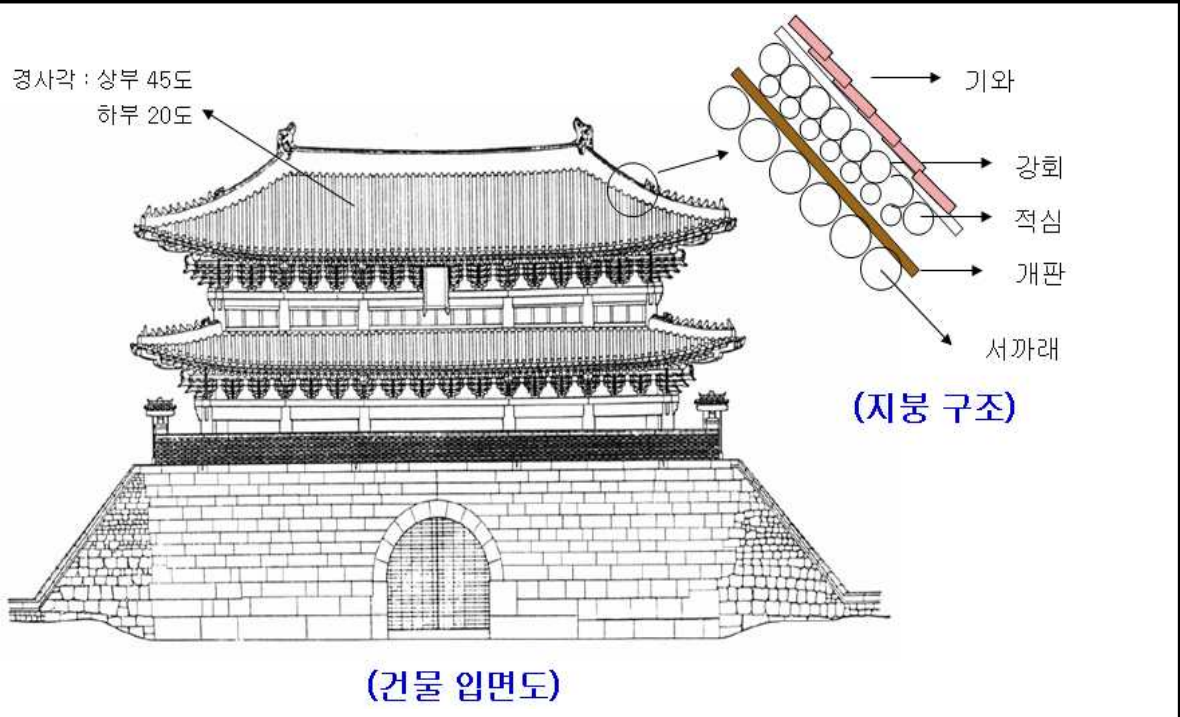 경사각 : 상부 45도
하부 20도
기와
강회
적심
개판
서까래
(지붕 구조)
(건물 입면도)